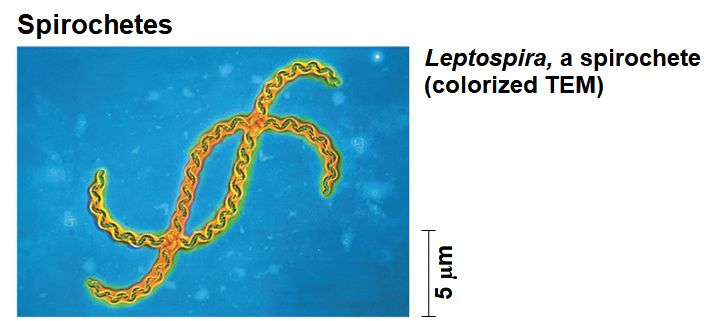 Spirochetes
Leptospira, a spirochete
(colorized TEM)
5 μm